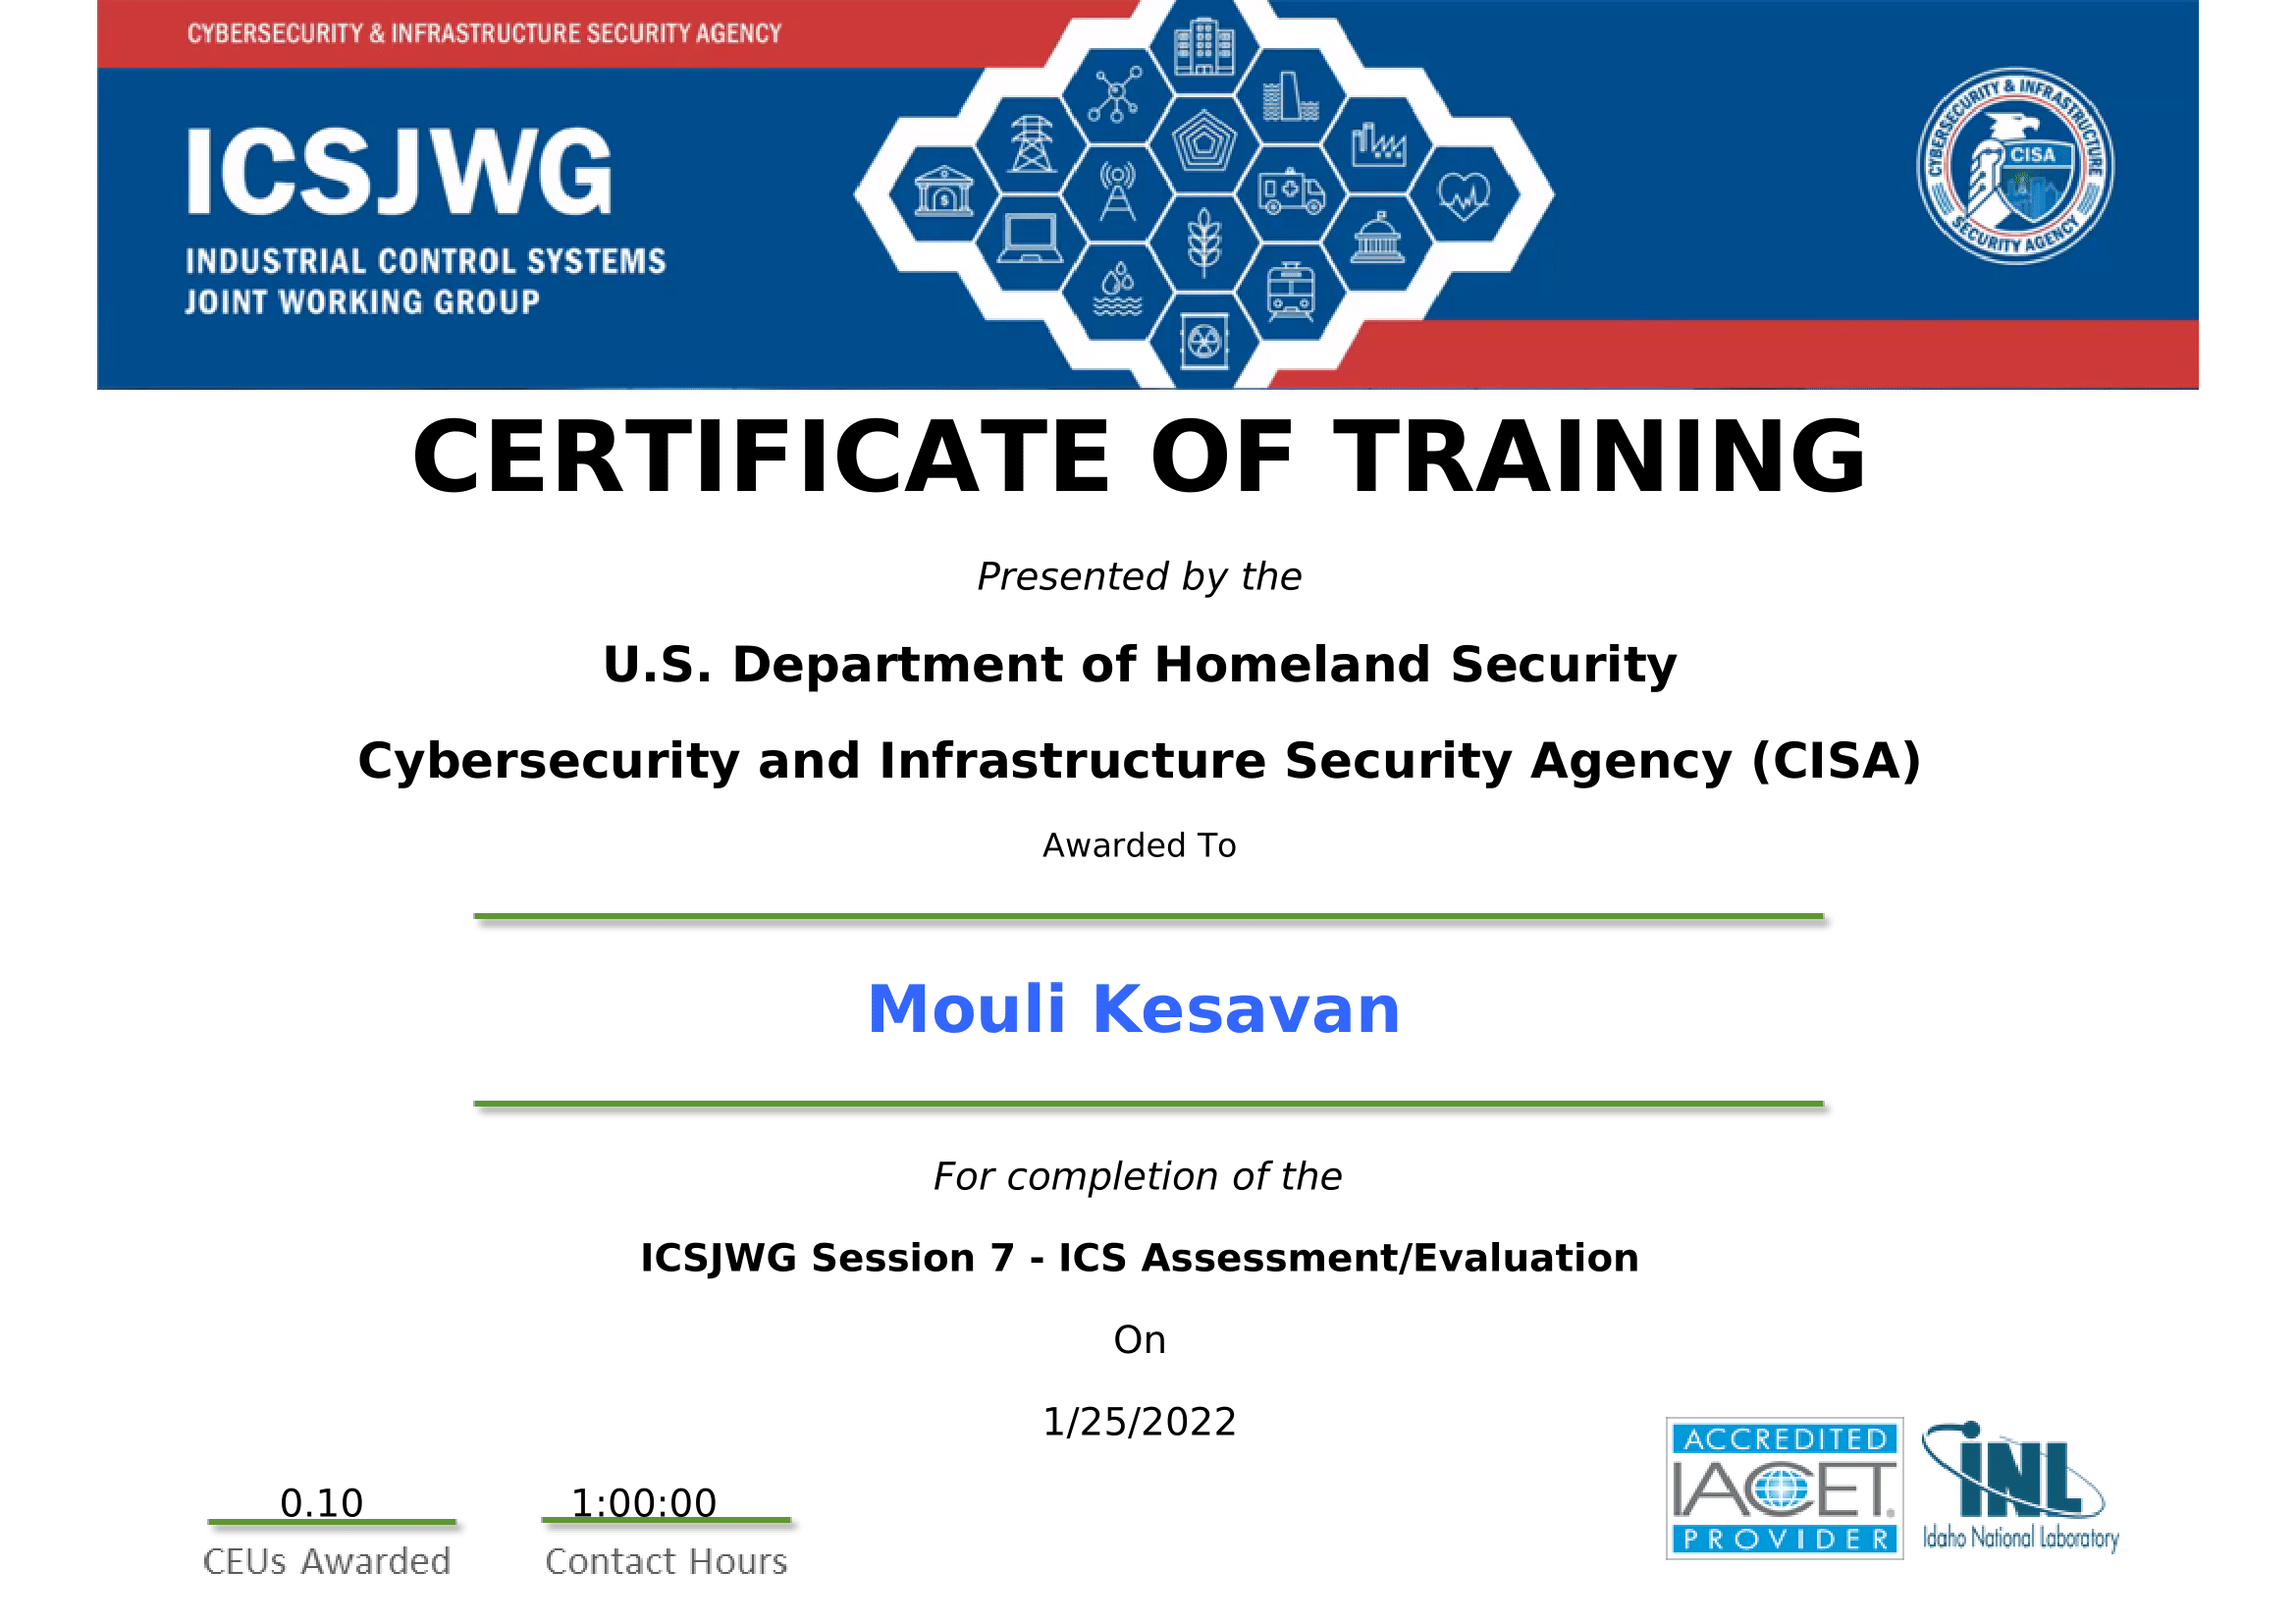 CYBERSECURITY & INFRASTRUCTURE SECURITY AGENCY
ICSJWG
INDUSTRIAL CONTROL SYSTEMS
JOINT WORKING GROUP
$
CYBERSECURITY & INFRASTRUCTURE
CISA
SECURITY AGENCY
CERTIFICATE OF TRAINING
Presented by the
U.S. Department of Homeland Security
Cybersecurity and Infrastructure Security Agency (CISA)
Awarded To
Mouli Kesavan
For completion of the
ICSJWG Session 7 - ICS Assessment/Evaluation
On
1/25/2022
0.10
CEUs Awarded
1:00:00
Contact Hours
ACCREDITED
IACET®
PROVIDER
INL
Idaho National Laboratory